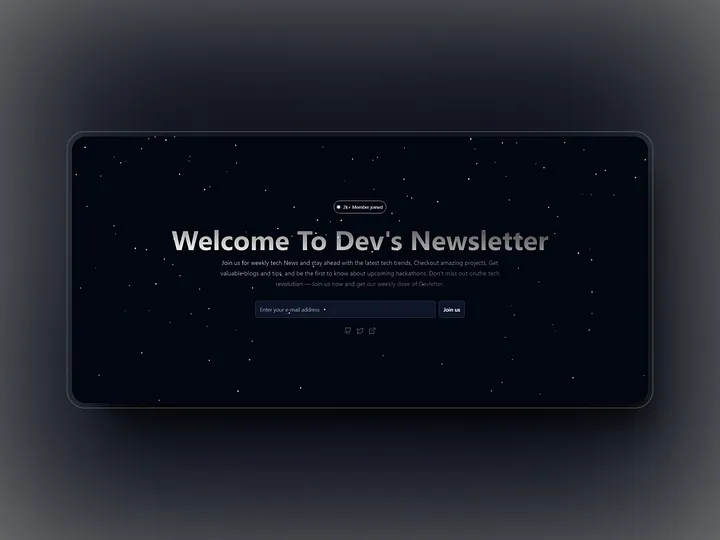 2k+ Member joined
Welcome To Dev's Newsletter
Join us for weekly tech News and stay ahead with the latest tech trends, Checkout amazing projects, Get
valuable blogs and tips, and be the first to know about upcoming hackathons. Don't miss out on the tech
revolution — Join us now and get our weekly dose of Devletter.
Enter your e-mail address
Join us